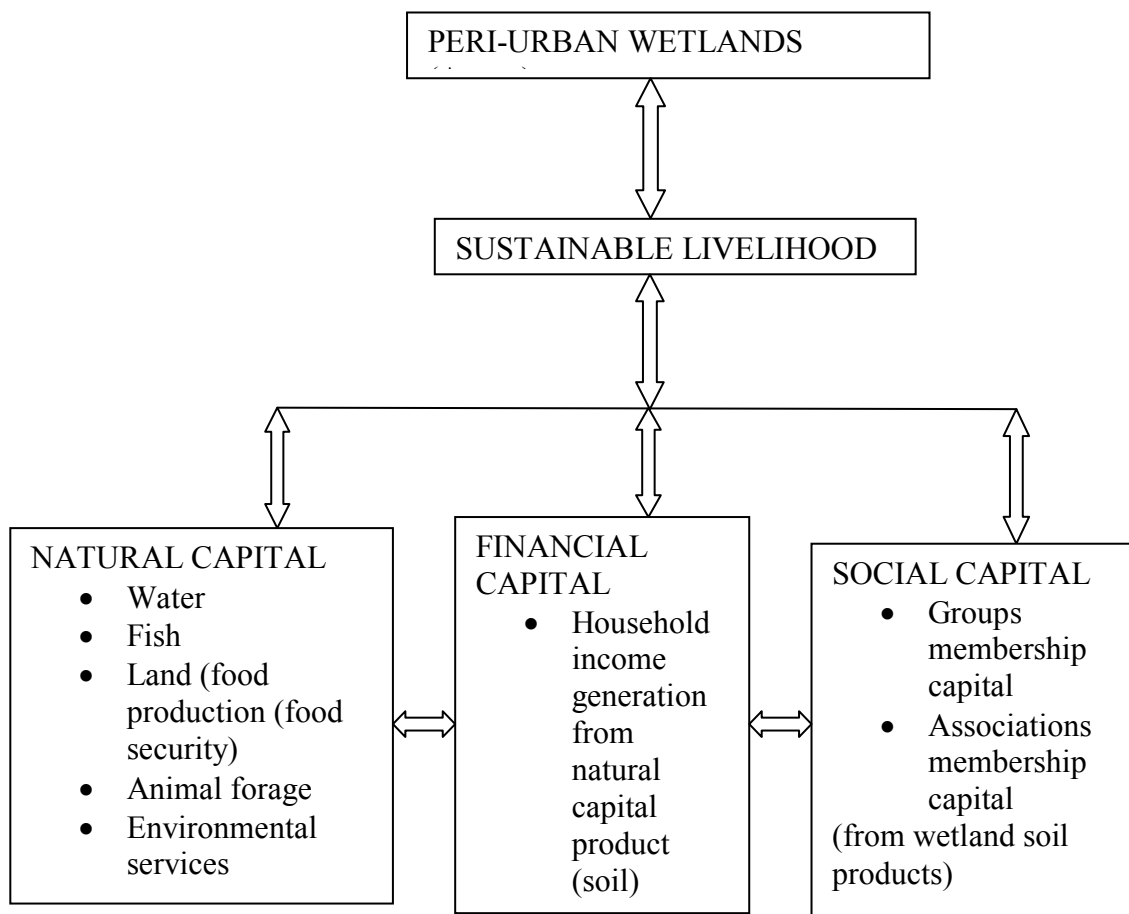 PERI-URBAN WETLANDS
SUSTAINABLE LIVELIHOOD
NATURAL CAPITAL
• Water
• Fish
• Land (food
production (food
security)
• Animal forage
• Environmental
services
FINANCIAL
CAPITAL
• Household
income
generation
from
natural
capital
product
(soil)
SOCIAL CAPITAL
• Groups
membership
capital
• Associations
membership
capital
(from wetland soil
products)